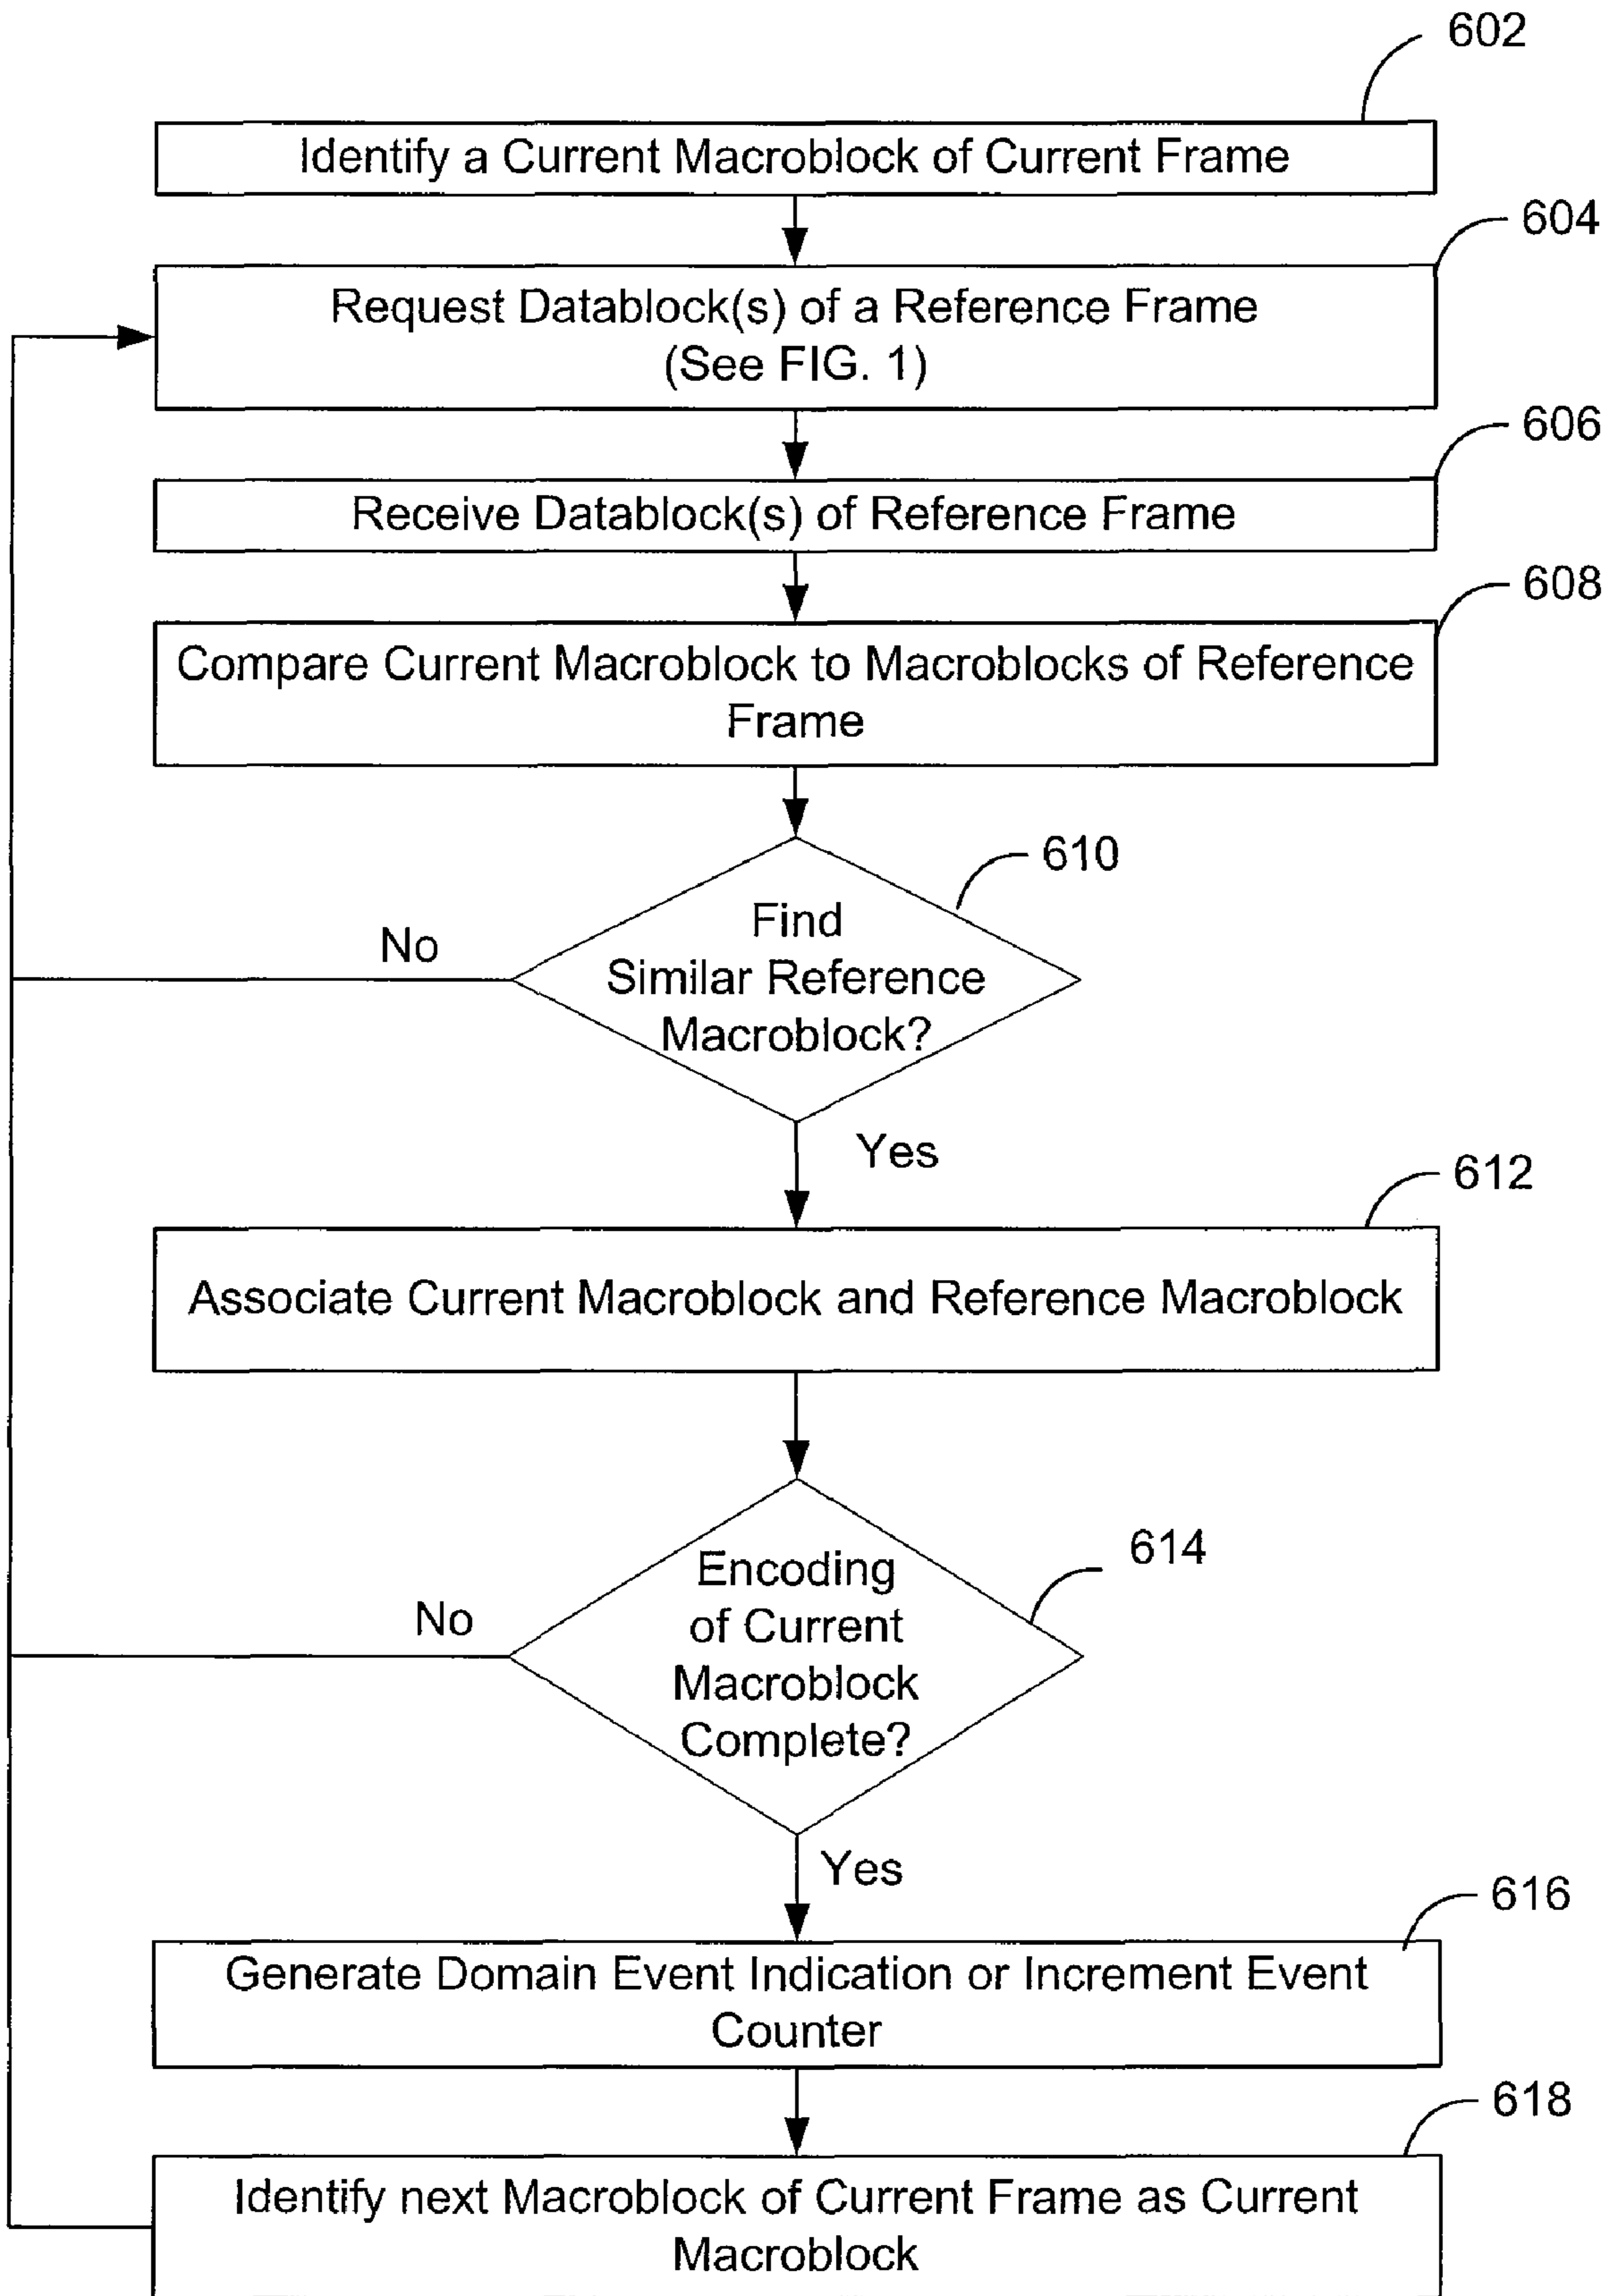 602
Identify a Current Macroblock of Current Frame
604
Request Datablock(s) of a Reference Frame
(See FIG. 1)
606
Receive Datablock(s) of Reference Frame
608
Compare Current Macroblock to Macroblocks of Reference
Frame
610
Find
Similar Reference
Macroblock?
No
Yes
612
Associate Current Macroblock and Reference Macroblock
614
Encoding
of Current
Macroblock
Complete?
No
Yes
616
Generate Domain Event Indication or Increment Event
Counter
618
Identify next Macroblock of Current Frame as Current
Macroblock